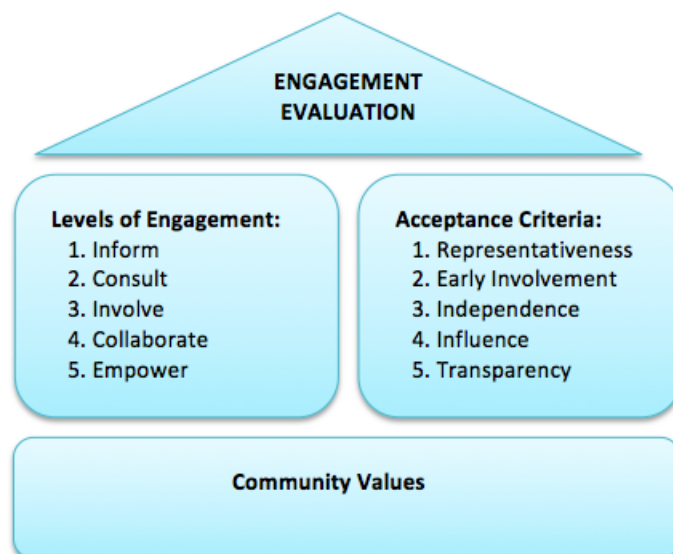 ENGAGEMENT
EVALUATION
Levels of Engagement:
1. Inform
2. Consult
3. Involve
4. Collaborate
5. Empower
Acceptance Criteria:
1. Representativeness
2. Early Involvement
3. Independence
4. Influence
5. Transparency
Community Values